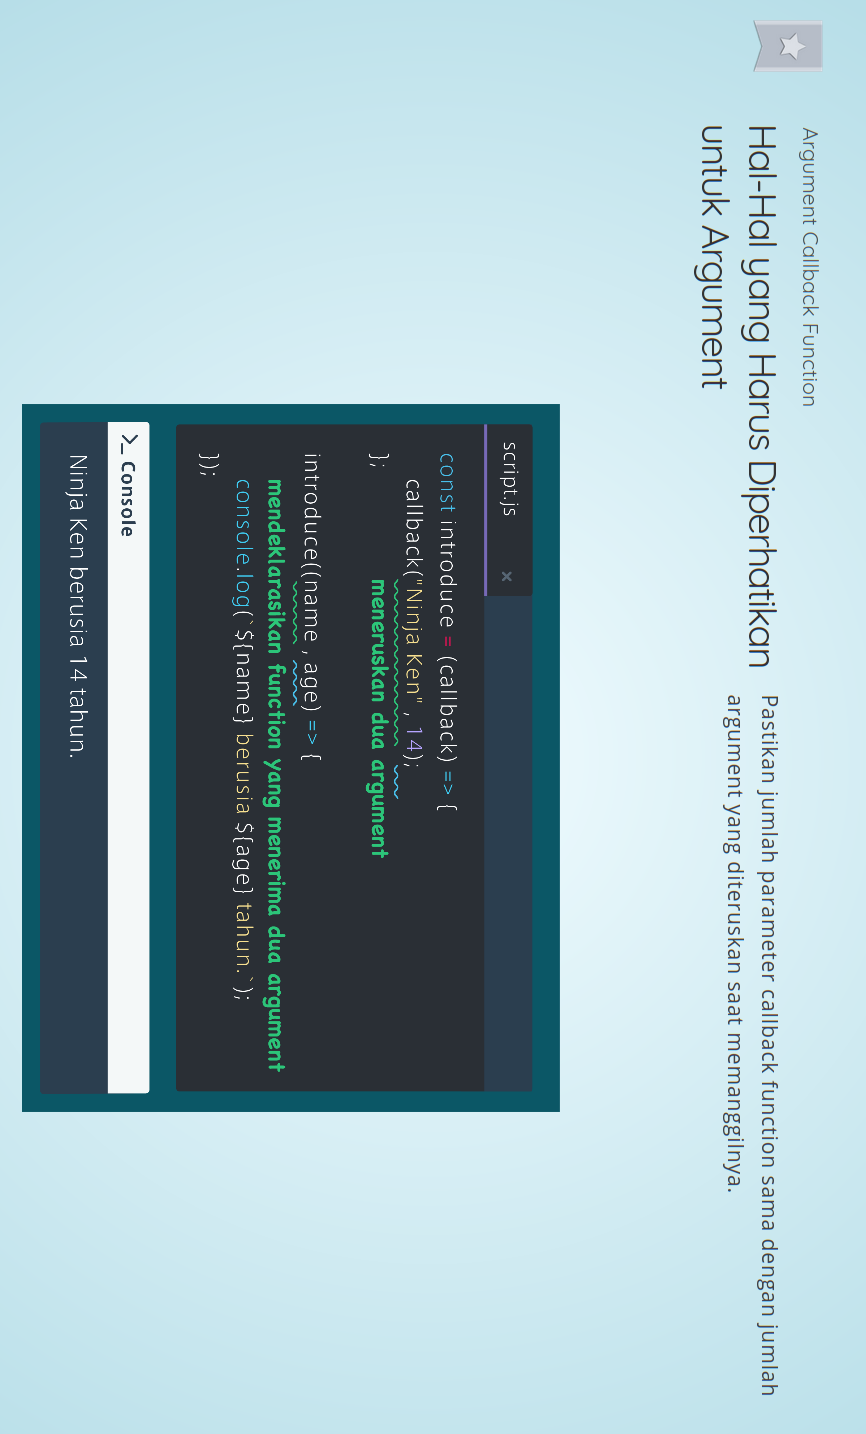 Argument Callback Function
Hal-Hal yang Harus Diperhatikan
untuk Argument
Pastikan jumlah parameter callback function sama dengan jumlah
argument yang diteruskan saat memanggilnya.
script.js ×
const introduce = (callback) => {
callback("Ninja Ken" , 14);
}; meneruskan dua argument
introduce((name , age) => {
mendeklarasikan function yang menerima dua argument
console.log(`${name} berusia ${age} tahun.`);
});
>_ Console
Ninja Ken berusia 14 tahun.